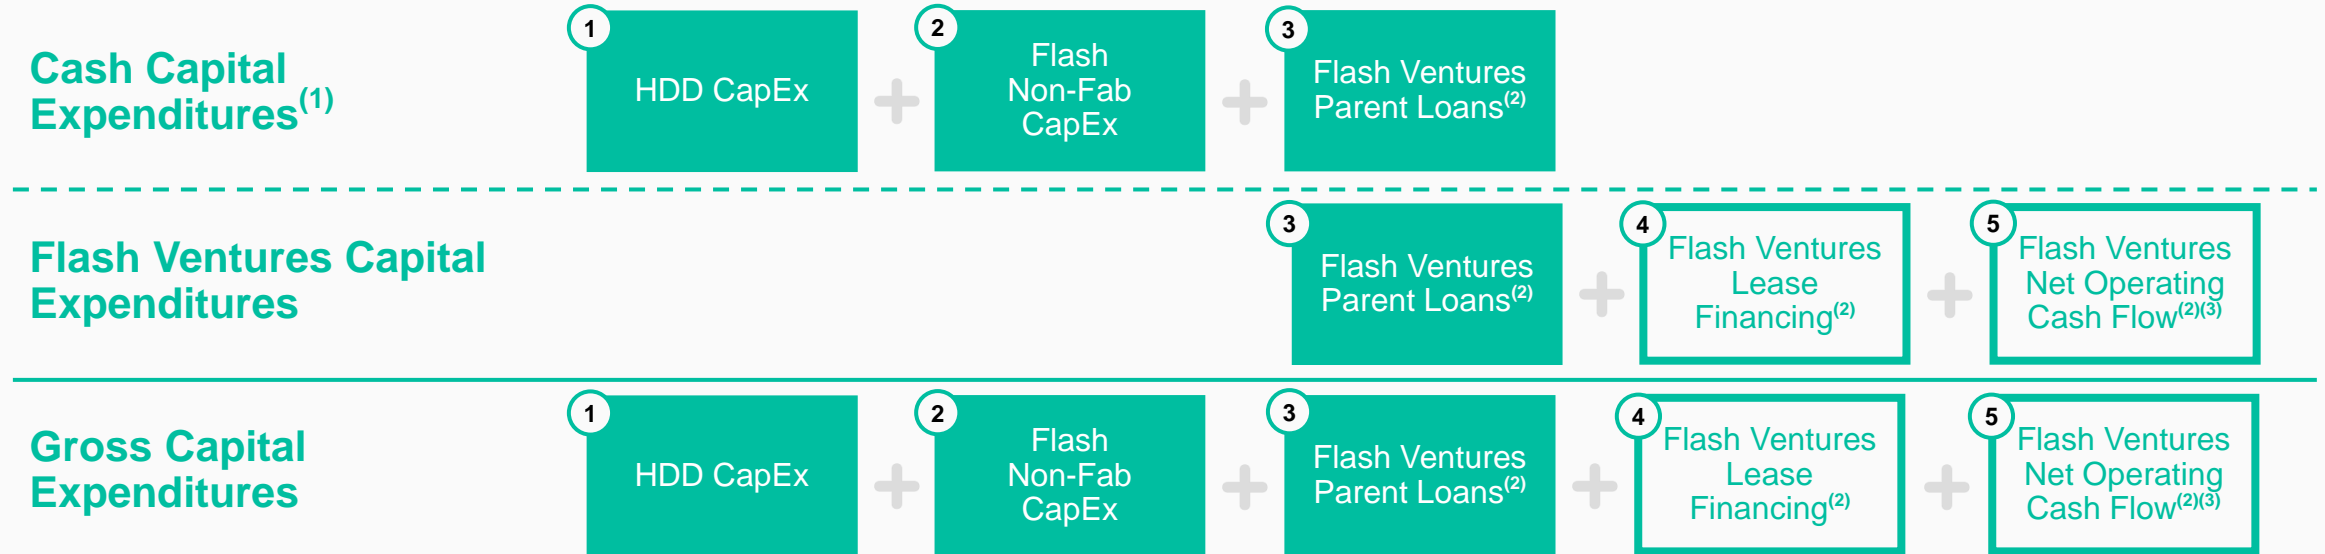 Cash Capital
Expenditures(1)
1
HDD CapEx
2
Flash
Non-Fab
CapEx
3
Flash Ventures
Parent Loans(2)
Flash Ventures Capital
Expenditures
3
Flash Ventures
Parent Loans(2)
4
Flash Ventures
Lease
Financing(2)
5
Flash Ventures
Net Operating
Cash Flow(2)(3)
Gross Capital
Expenditures
1
HDD CapEx
2
Flash
Non-Fab
CapEx
3
Flash Ventures
Parent Loans(2)
4
Flash Ventures
Lease
Financing(2)
5
Flash Ventures
Net Operating
Cash Flow(2)(3)